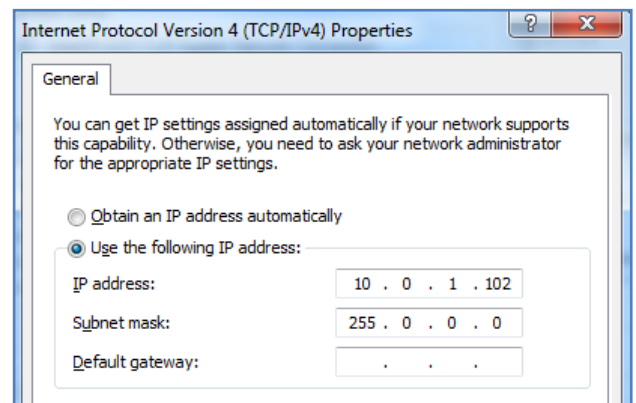 Internet Protocol Version 4 (TCP/IPv4) Properties
? X
General
You can get IP settings assigned automatically if your network supports
this capability. Otherwise, you need to ask your network administrator
for the appropriate IP settings.
Obtain an IP address automatically
Use the following IP address:
IP address: 10 . 0 . 1 . 102
Subnet mask: 255 . 0 . 0 . 0
Default gateway: . . .